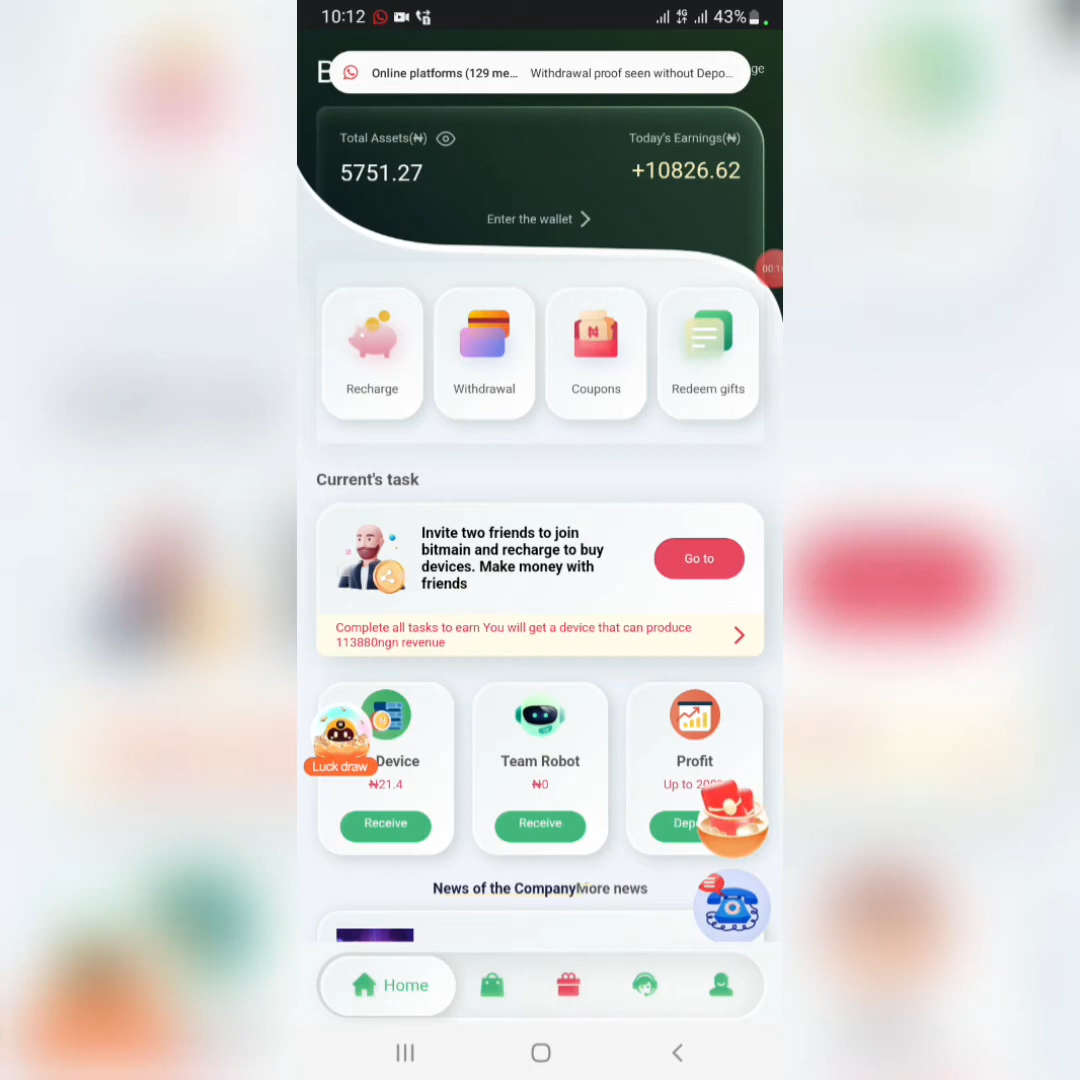 10:12 4G 43%
B
Online platforms (129 me... Withdrawal proof seen without Depo...
ge
Total Assets(₦) Today's Earnings(₦)
5751.27 +10826.62
Enter the wallet
Recharge Withdrawal Coupons Redeem gifts
Current's task
Invite two friends to join
bitmain and recharge to buy
devices. Make money with
friends
Go to
Complete all tasks to earn You will get a device that can produce
113880ngn revenue
Luck draw
Device Team Robot Profit
₦21.4 ₦0 Up to 200
Receive Receive Dep
News of the CompanyMore news
Home